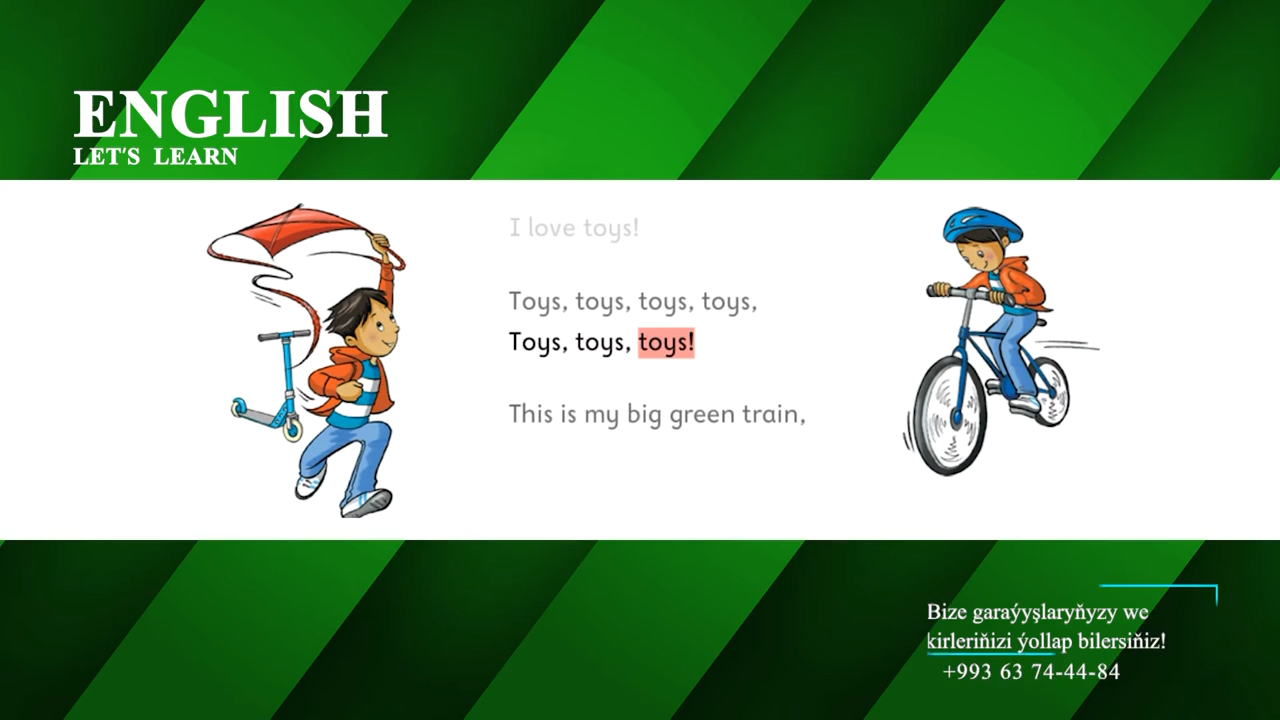 ENGLISH
LET'S LEARN
I love toys!
Toys, toys, toys, toys,
Toys, toys, toys!
This is my big green train,
Bize garaýyşlaryňyzy we
kirleriňizi ýollap bilersiňiz!
+993 63 74-44-84